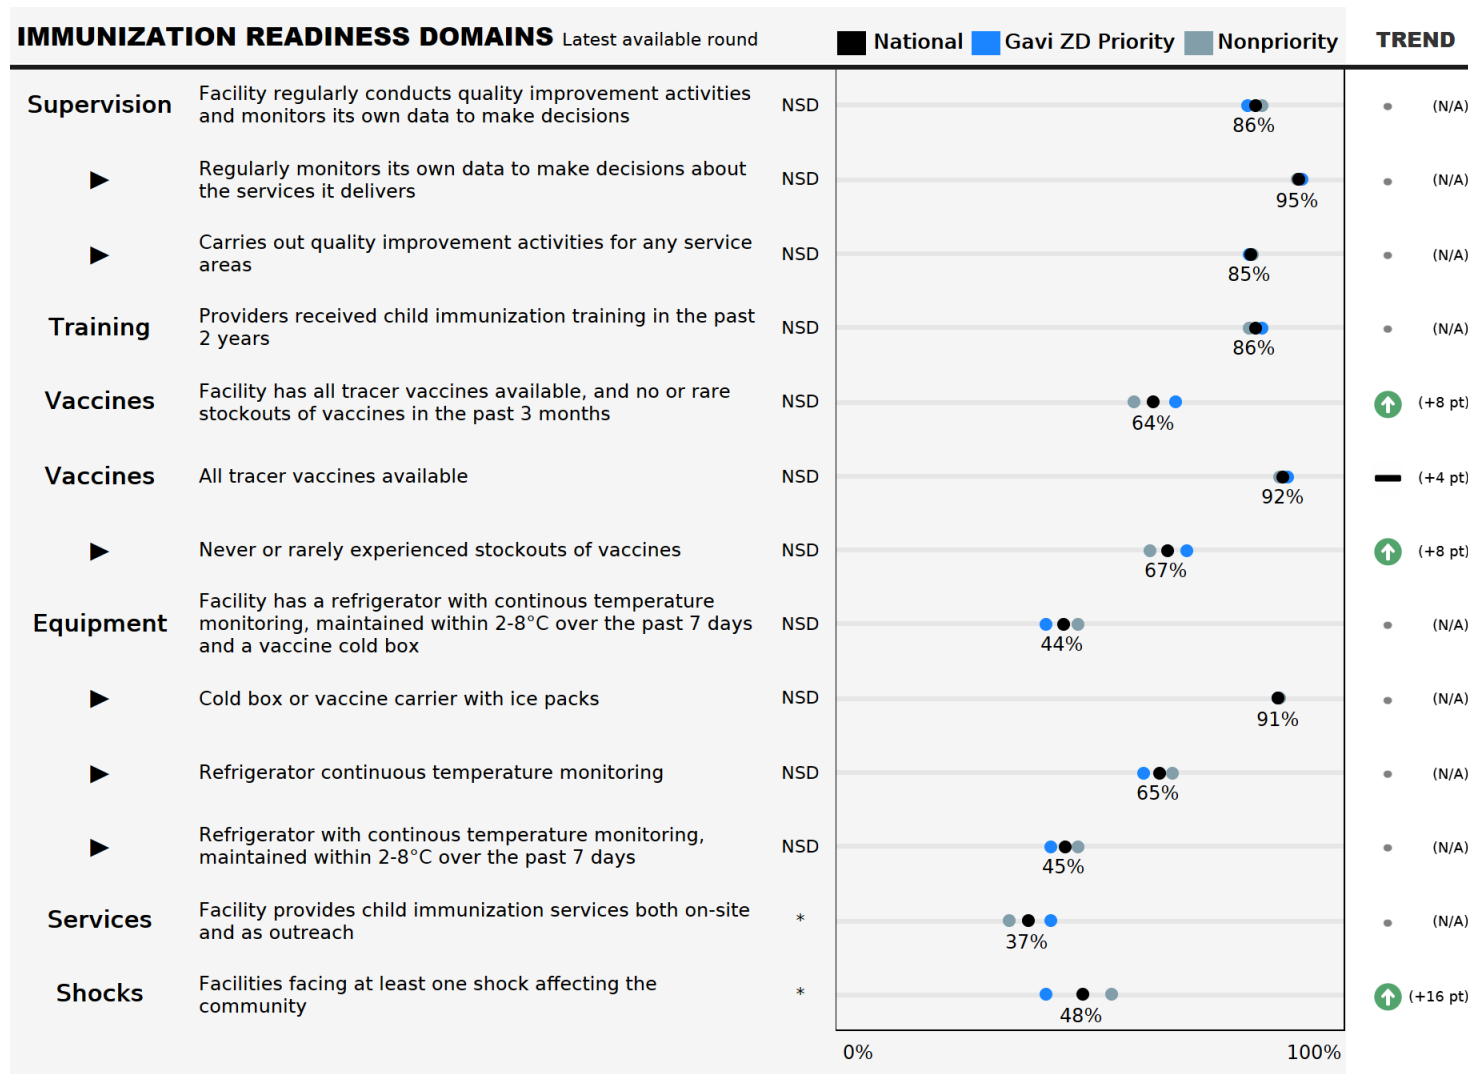 IMMUNIZATION READINESS DOMAINS Latest available round National Gavi ZD Priority Nonpriority TREND
Supervision
Facility regularly conducts quality improvement activities
and monitors its own data to make decisions
NSD
86%
(N/A)
Regularly monitors its own data to make decisions about
the services it delivers
NSD
95%
(N/A)
Carries out quality improvement activities for any service
areas
NSD
85%
(N/A)
Training
Providers received child immunization training in the past
2 years
NSD
86%
(N/A)
Vaccines
Facility has all tracer vaccines available, and no or rare
stockouts of vaccines in the past 3 months
NSD
64%
(+8 pt)
Vaccines
All tracer vaccines available
NSD
92%
(+4 pt)
Never or rarely experienced stockouts of vaccines
NSD
67%
(+8 pt)
Equipment
Facility has a refrigerator with continous temperature
monitoring, maintained within 2-8°C over the past 7 days
and a vaccine cold box
NSD
44%
(N/A)
Cold box or vaccine carrier with ice packs
NSD
91%
(N/A)
Refrigerator continuous temperature monitoring
NSD
65%
(N/A)
Refrigerator with continous temperature monitoring,
maintained within 2-8°C over the past 7 days
NSD
45%
(N/A)
Services
Facility provides child immunization services both on-site
and as outreach
*
37%
(N/A)
Shocks
Facilities facing at least one shock affecting the
community
*
48%
(+16 pt)
0% 100%